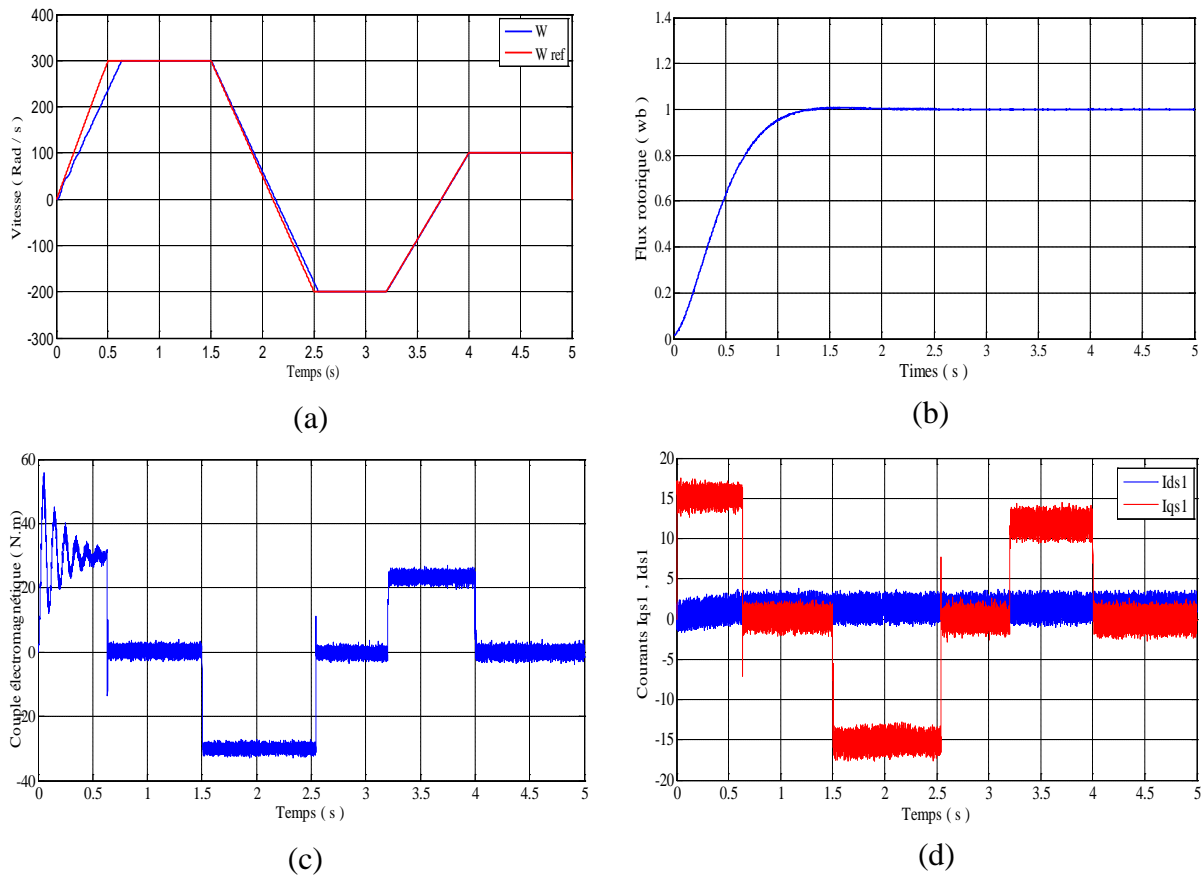 400
300
200
100
0
-100
-200
-300
Vitesse ( Rad / s )
W
W ref
0 0.5 1 1.5 2 2.5 3 3.5 4 4.5 5
Temps (s)
(a)
1.4
1.2
1
0.8
0.6
0.4
0.2
0
Flux rotorique ( wb )
0 0.5 1 1.5 2 2.5 3 3.5 4 4.5 5
Times ( s )
(b)
60
40
20
0
-20
-40
Couple électromagnétique ( N.m)
0 0.5 1 1.5 2 2.5 3 3.5 4 4.5 5
Temps ( s )
(c)
20
15
10
5
0
-5
-10
-15
-20
Courants Iqs1 , Ids1
Ids1
Iqs1
0 0.5 1 1.5 2 2.5 3 3.5 4 4.5 5
Temps ( s )
(d)